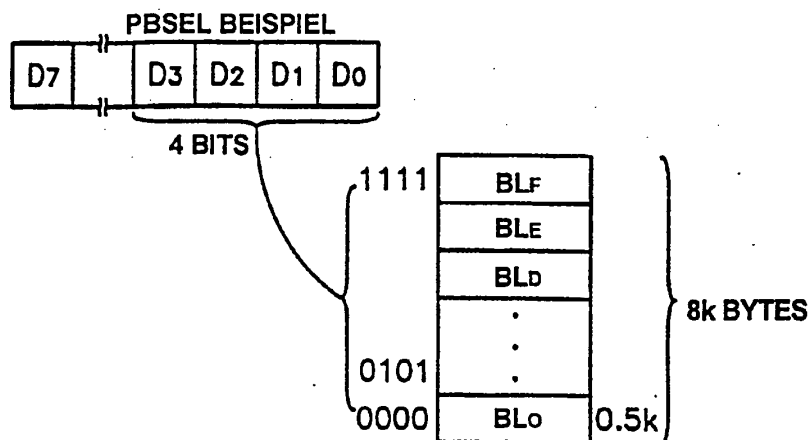 PBSEL BEISPIEL
D7 D3 D2 D1 D0
4 BITS
1111 BLF
BLE
BLD
8k BYTES
0101
0000 BL0 0.5k